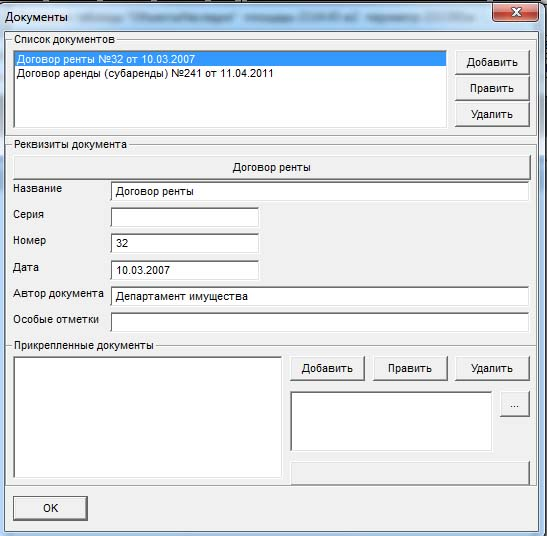 Документы
Список документов
Договор ренты №32 от 10.03.2007
Договор аренды (субаренды) №241 от 11.04.2011
Добавить
Править
Удалить
Реквизиты документа
Договор ренты
Название Договор ренты
Серия
Номер 32
Дата 10.03.2007
Автор документа Департамент имущества
Особые отметки
Прикрепленные документы
Добавить Править Удалить
...
OK